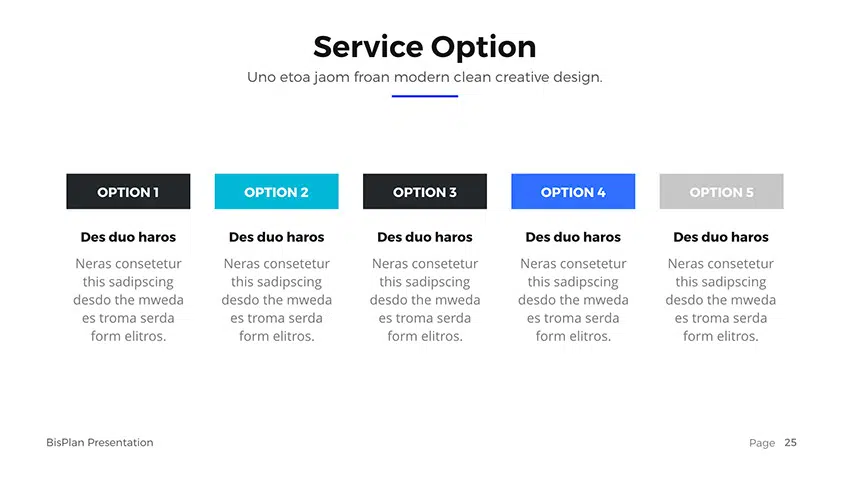 Service Option
Uno etoa jaom froan modern clean creative design.
OPTION 1
Des duo haros
Neras consetetur
this sadipscing
desdo the mweda
es troma serda
form elitros.
OPTION 2
Des duo haros
Neras consetetur
this sadipscing
desdo the mweda
es troma serda
form elitros.
OPTION 3
Des duo haros
Neras consetetur
this sadipscing
desdo the mweda
es troma serda
form elitros.
OPTION 4
Des duo haros
Neras consetetur
this sadipscing
desdo the mweda
es troma serda
form elitros.
OPTION 5
Des duo haros
Neras consetetur
this sadipscing
desdo the mweda
es troma serda
form elitros.
BisPlan Presentation
Page 25